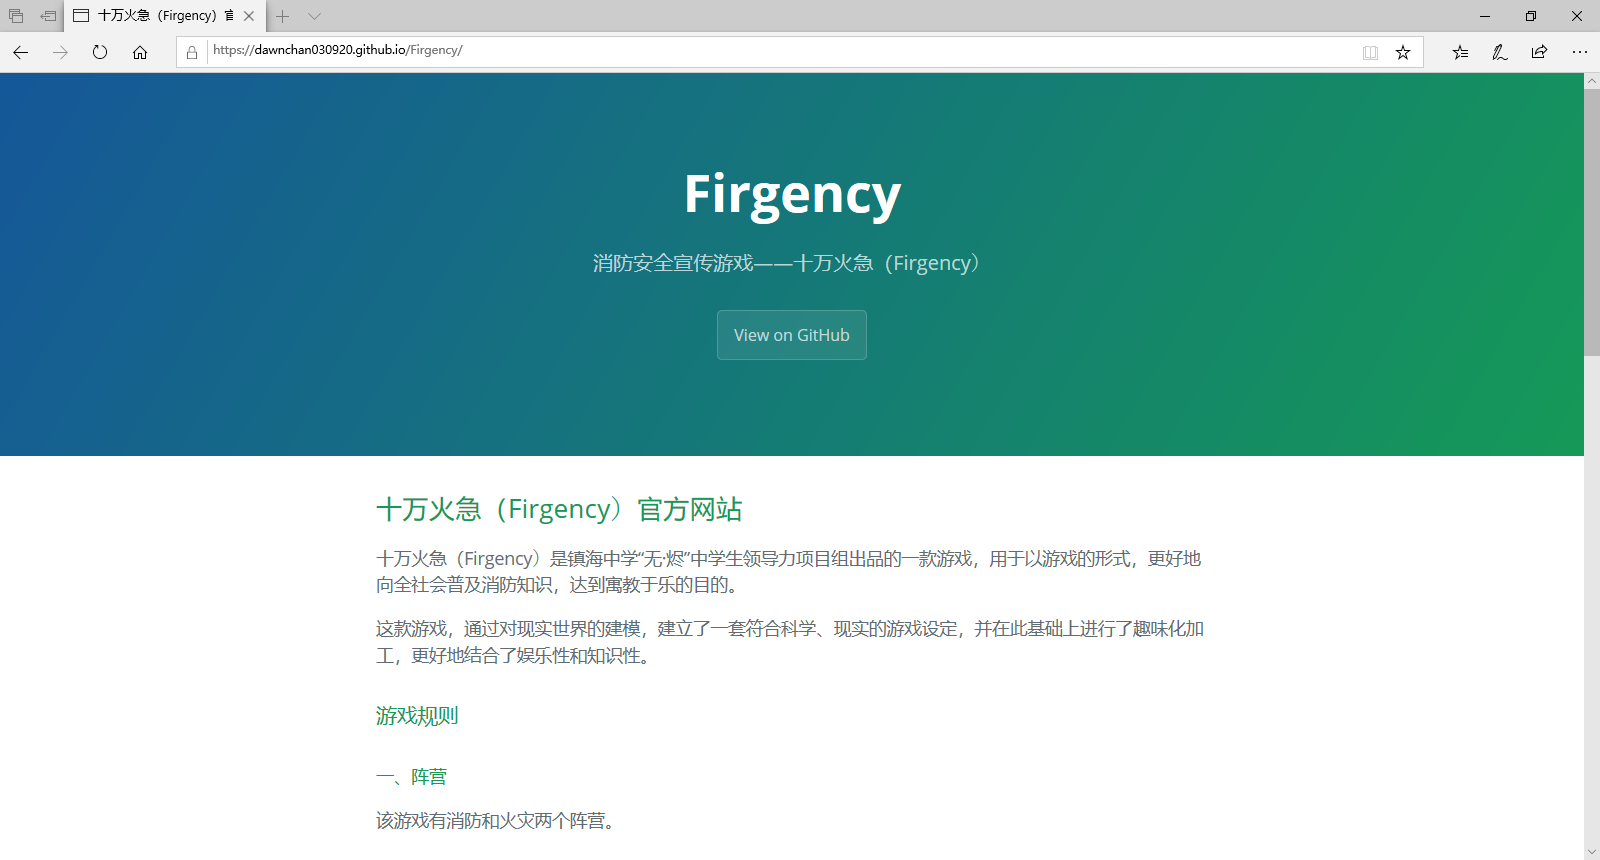 十万火急（Firgency）官
https://dawnchan030920.github.io/Firgency/
Firgency
消防安全宣传游戏——十万火急（Firgency）
View on GitHub
十万火急（Firgency）官方网站
十万火急（Firgency）是镇海中学“无·烬”中学生领导力项目组出品的一款游戏，用于以游戏的形式，更好地
向全社会普及消防知识，达到寓教于乐的目的。
这款游戏，通过对现实世界的建模，建立了一套符合科学、现实的游戏设定，并在此基础上进行了趣味化加
工，更好地结合了娱乐性和知识性。
游戏规则
一、阵营
该游戏有消防和火灾两个阵营。